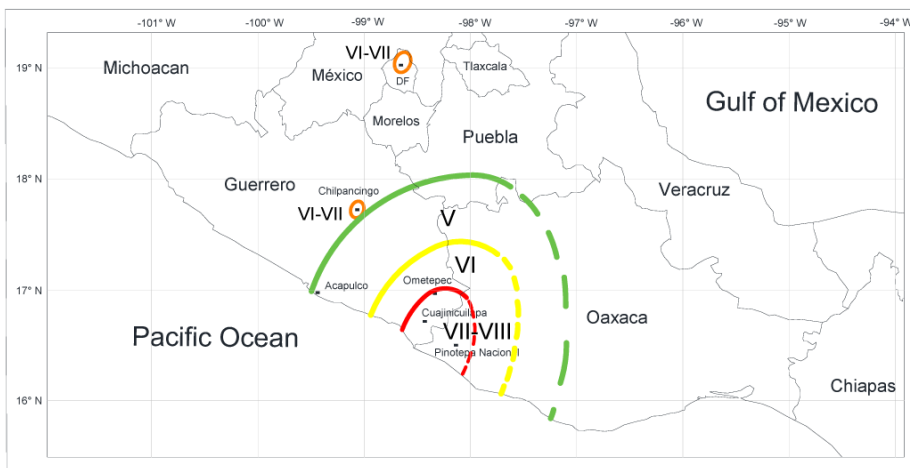 -101° W
-100° W
-99° W
-98° W
-97° W
-96° W
-95° W
-94° W
19° N
18° N
17° N
16° N
Michoacan
México
VI-VII
DF
Tlaxcala
Morelos
Puebla
Gulf of Mexico
Guerrero
Chilpancingo
VI-VII
Veracruz
V
VI
Acapulco
Ometepec
Cuajinicuilapa
VII-VIII
Pinotepa Nacional
Pacific Ocean
Oaxaca
Chiapas